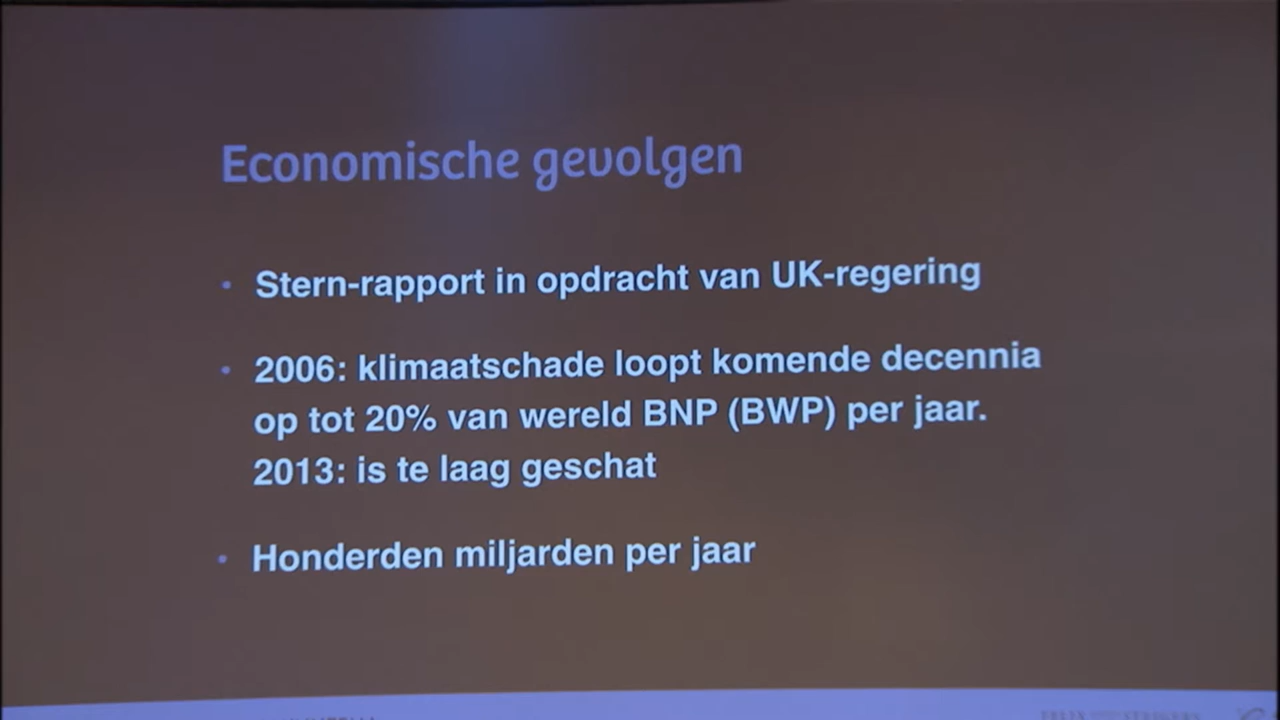 Economische gevolgen
• Stern-rapport in opdracht van UK-regering
• 2006: klimaatschade loopt komende decennia
op tot 20% van wereld BNP (BWP) per jaar.
2013: is te laag geschat
• Honderden miljarden per jaar